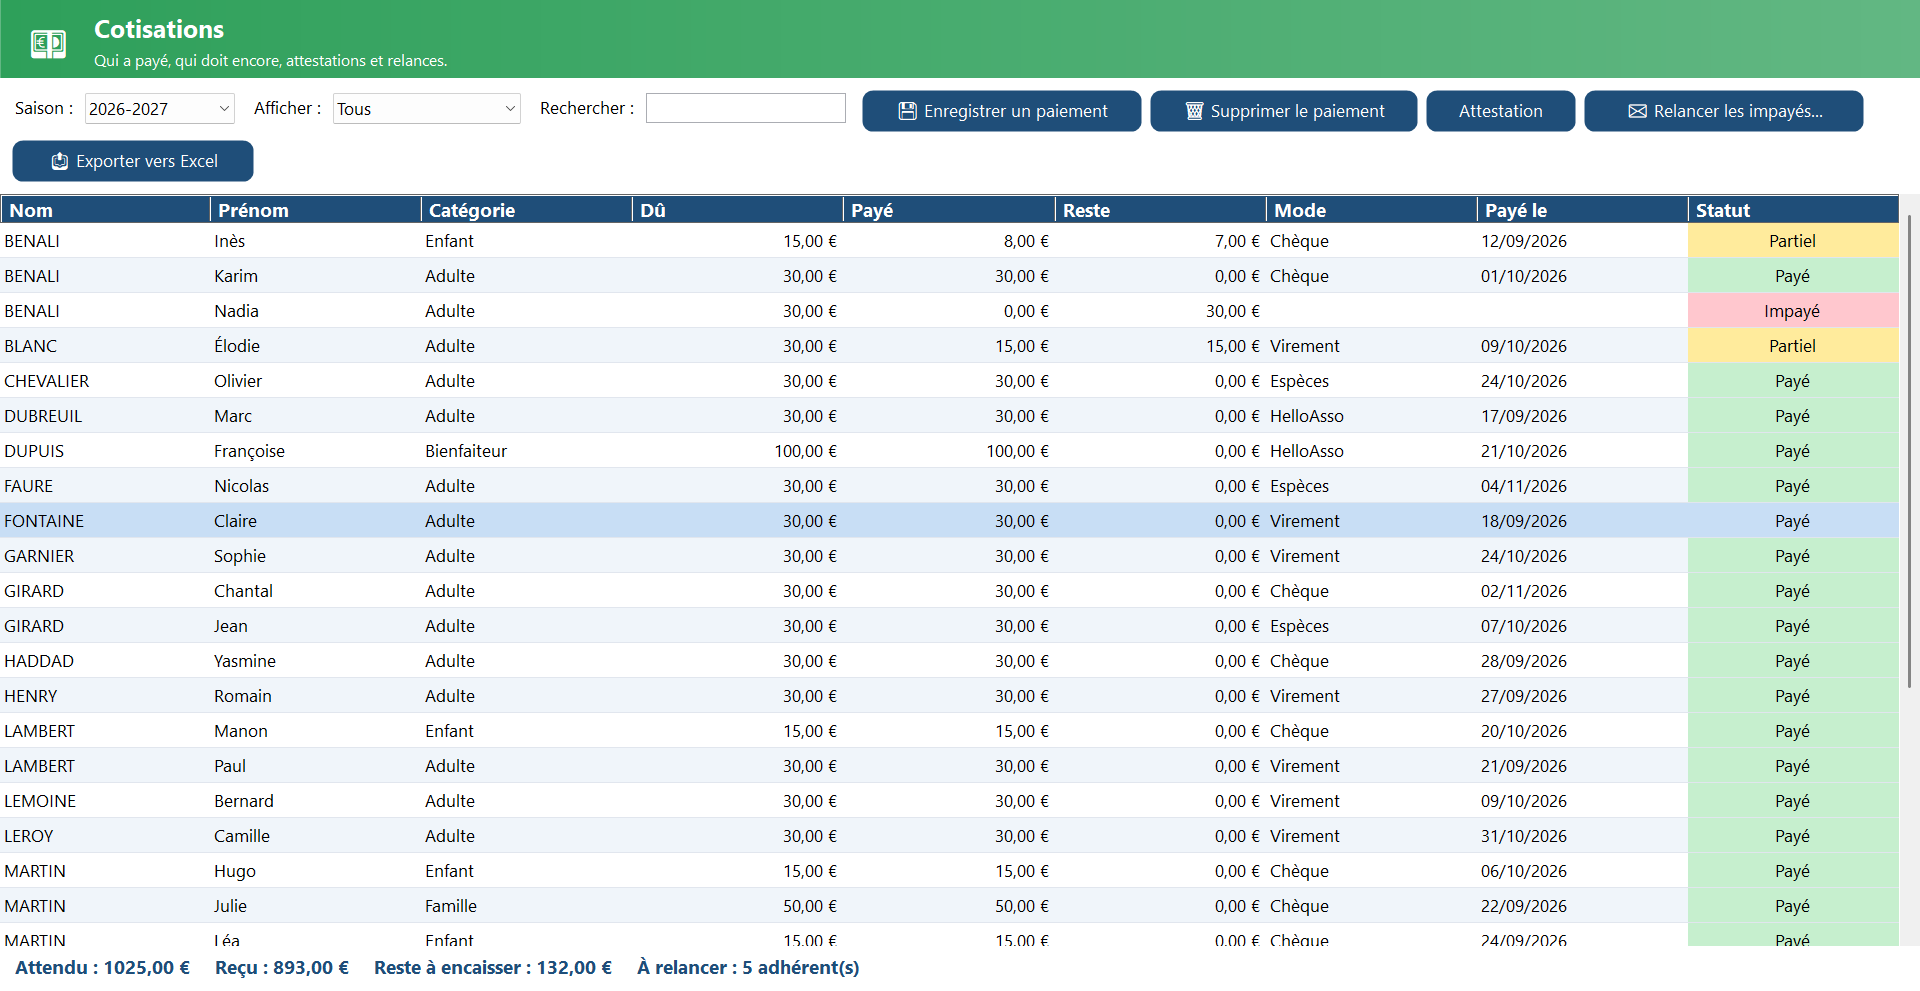 Cotisations
Qui a payé, qui doit encore, attestations et relances.
Saison : 2026-2027 Afficher : Tous Rechercher : Enregistrer un paiement Supprimer le paiement Attestation Relancer les impayés...
Exporter vers Excel
Nom Prénom Catégorie Dû Payé Reste Mode Payé le Statut
BENALI Inès Enfant 15,00 € 8,00 € 7,00 € Chèque 12/09/2026 Partiel
BENALI Karim Adulte 30,00 € 30,00 € 0,00 € Chèque 01/10/2026 Payé
BENALI Nadia Adulte 30,00 € 0,00 € 30,00 € Impayé
BLANC Élodie Adulte 30,00 € 15,00 € 15,00 € Virement 09/10/2026 Partiel
CHEVALIER Olivier Adulte 30,00 € 30,00 € 0,00 € Espèces 24/10/2026 Payé
DUBREUIL Marc Adulte 30,00 € 30,00 € 0,00 € HelloAsso 17/09/2026 Payé
DUPUIS Françoise Bienfaiteur 100,00 € 100,00 € 0,00 € HelloAsso 21/10/2026 Payé
FAURE Nicolas Adulte 30,00 € 30,00 € 0,00 € Espèces 04/11/2026 Payé
FONTAINE Claire Adulte 30,00 € 30,00 € 0,00 € Virement 18/09/2026 Payé
GARNIER Sophie Adulte 30,00 € 30,00 € 0,00 € Virement 24/10/2026 Payé
GIRARD Chantal Adulte 30,00 € 30,00 € 0,00 € Chèque 02/11/2026 Payé
GIRARD Jean Adulte 30,00 € 30,00 € 0,00 € Espèces 07/10/2026 Payé
HADDAD Yasmine Adulte 30,00 € 30,00 € 0,00 € Chèque 28/09/2026 Payé
HENRY Romain Adulte 30,00 € 30,00 € 0,00 € Virement 27/09/2026 Payé
LAMBERT Manon Enfant 15,00 € 15,00 € 0,00 € Chèque 20/10/2026 Payé
LAMBERT Paul Adulte 30,00 € 30,00 € 0,00 € Virement 21/09/2026 Payé
LEMOINE Bernard Adulte 30,00 € 30,00 € 0,00 € Virement 09/10/2026 Payé
LEROY Camille Adulte 30,00 € 30,00 € 0,00 € Virement 31/10/2026 Payé
MARTIN Hugo Enfant 15,00 € 15,00 € 0,00 € Chèque 06/10/2026 Payé
MARTIN Julie Famille 50,00 € 50,00 € 0,00 € Chèque 22/09/2026 Payé
MARTIN Léa Enfant 15,00 € 15,00 € 0,00 € Chèque 24/09/2026 Payé
Attendu : 1025,00 € Reçu : 893,00 € Reste à encaisser : 132,00 € À relancer : 5 adhérent(s)